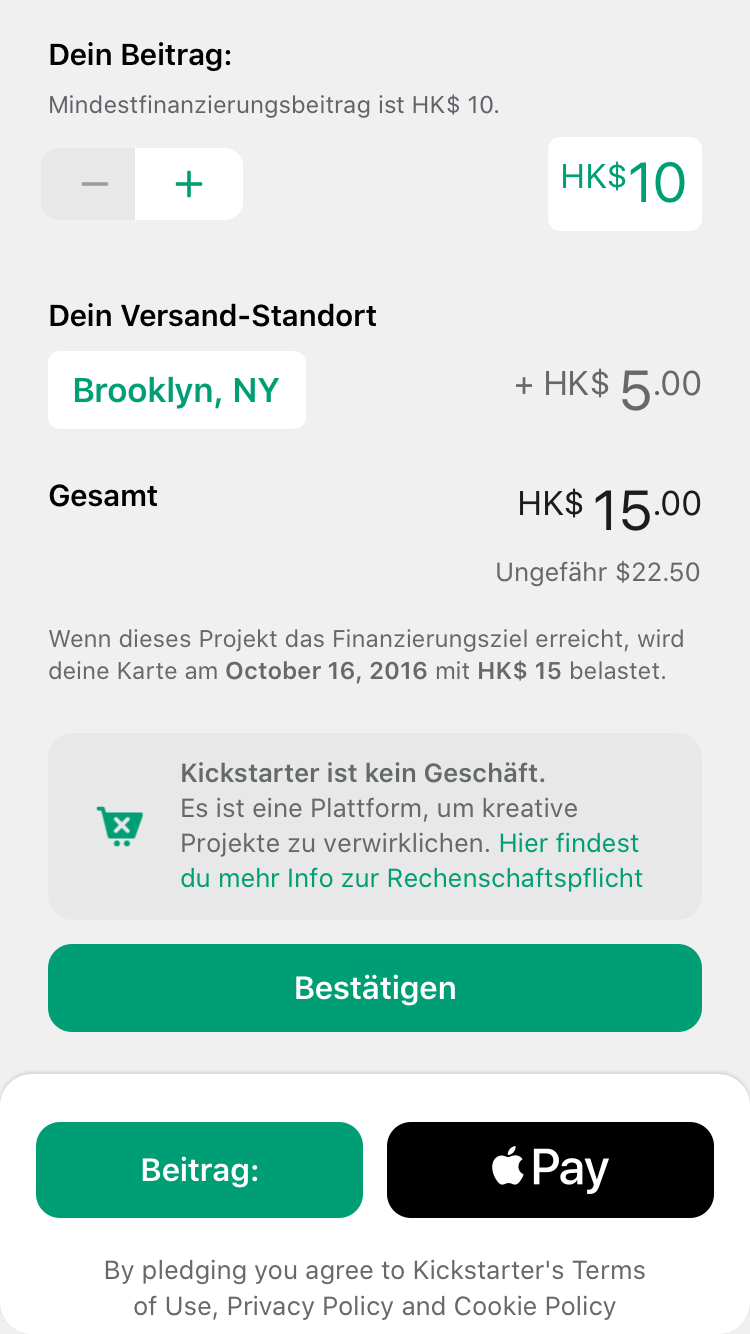 Dein Beitrag:
Mindestfinanzierungsbeitrag ist HK$ 10.
− +
HK$10
Dein Versand-Standort
Brooklyn, NY
+ HK$ 5.00
Gesamt
HK$ 15.00
Ungefähr $22.50
Wenn dieses Projekt das Finanzierungsziel erreicht, wird
deine Karte am October 16, 2016 mit HK$ 15 belastet.
Kickstarter ist kein Geschäft.
Es ist eine Plattform, um kreative
Projekte zu verwirklichen. Hier findest
du mehr Info zur Rechenschaftspflicht
Bestätigen
Beitrag:
Pay
By pledging you agree to Kickstarter's Terms
of Use, Privacy Policy and Cookie Policy